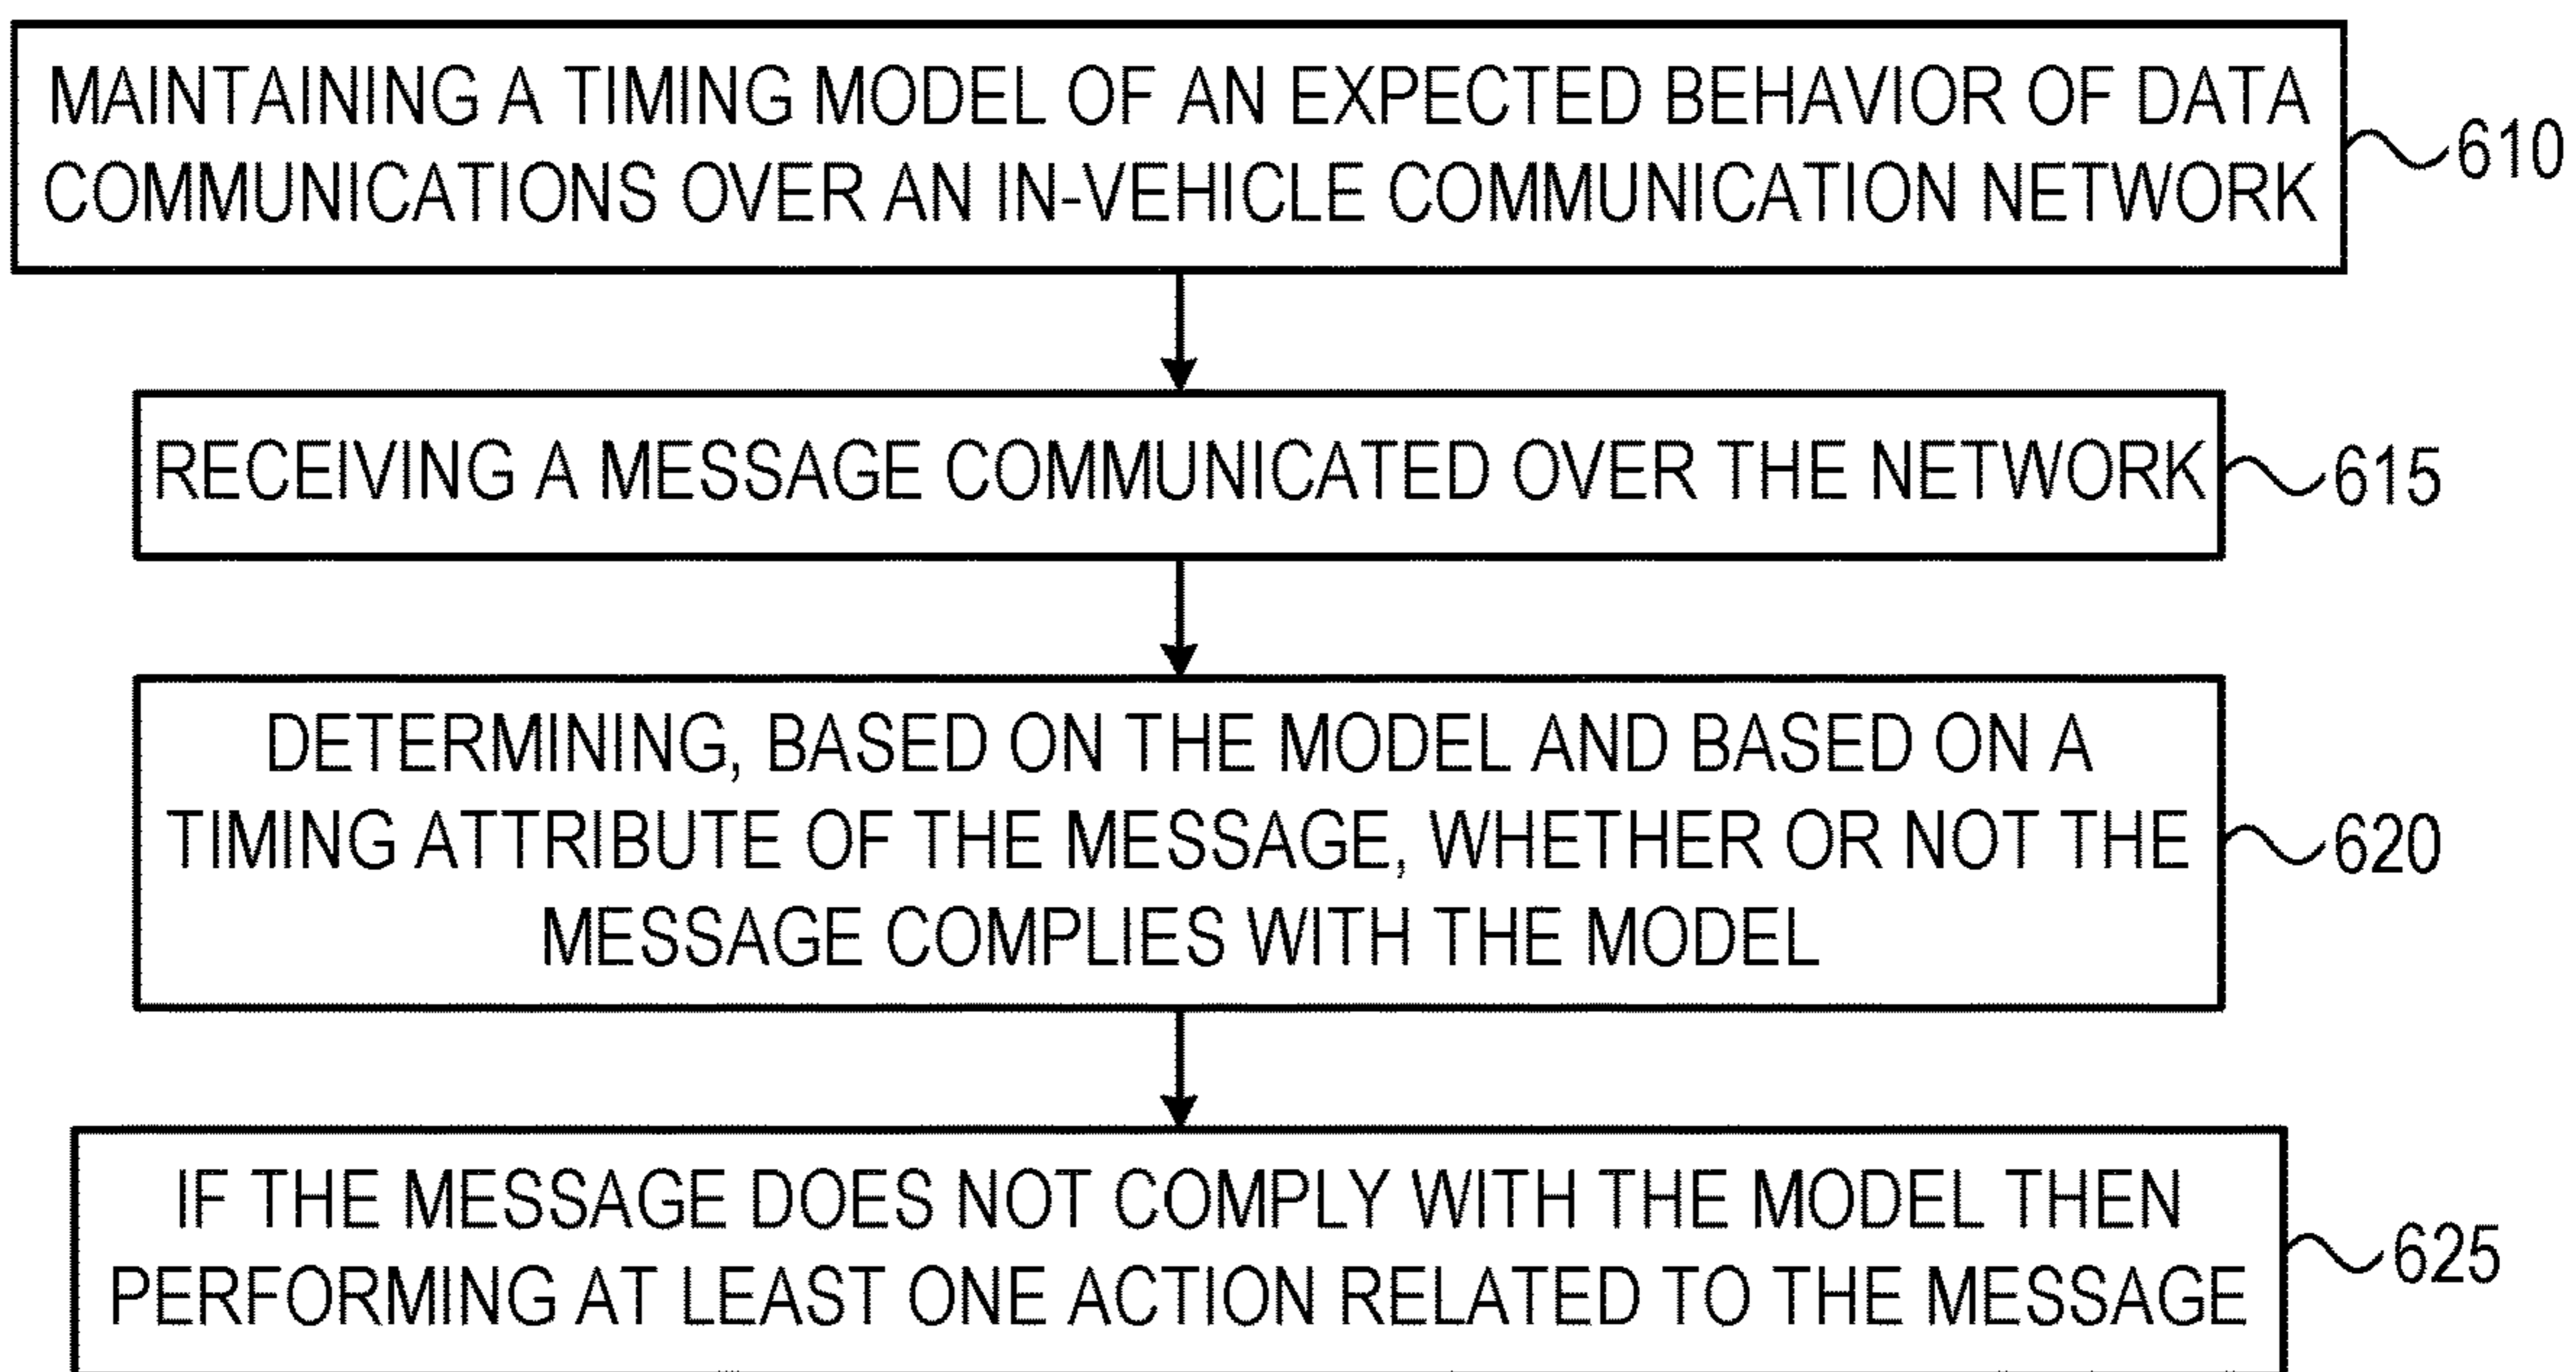 MAINTAINING A TIMING MODEL OF AN EXPECTED BEHAVIOR OF DATA
COMMUNICATIONS OVER AN IN-VEHICLE COMMUNICATION NETWORK
610
RECEIVING A MESSAGE COMMUNICATED OVER THE NETWORK
615
DETERMINING, BASED ON THE MODEL AND BASED ON A
TIMING ATTRIBUTE OF THE MESSAGE, WHETHER OR NOT THE
MESSAGE COMPLIES WITH THE MODEL
620
IF THE MESSAGE DOES NOT COMPLY WITH THE MODEL THEN
PERFORMING AT LEAST ONE ACTION RELATED TO THE MESSAGE
625